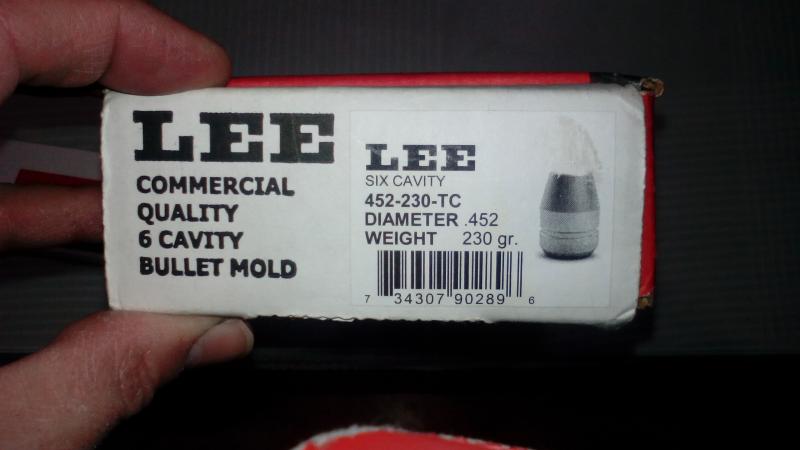 LEE
COMMERCIAL
QUALITY
6 CAVITY
BULLET MOLD
LEE
SIX CAVITY
452-230-TC
DIAMETER .452
WEIGHT 230 gr.
7 34307 90289 6